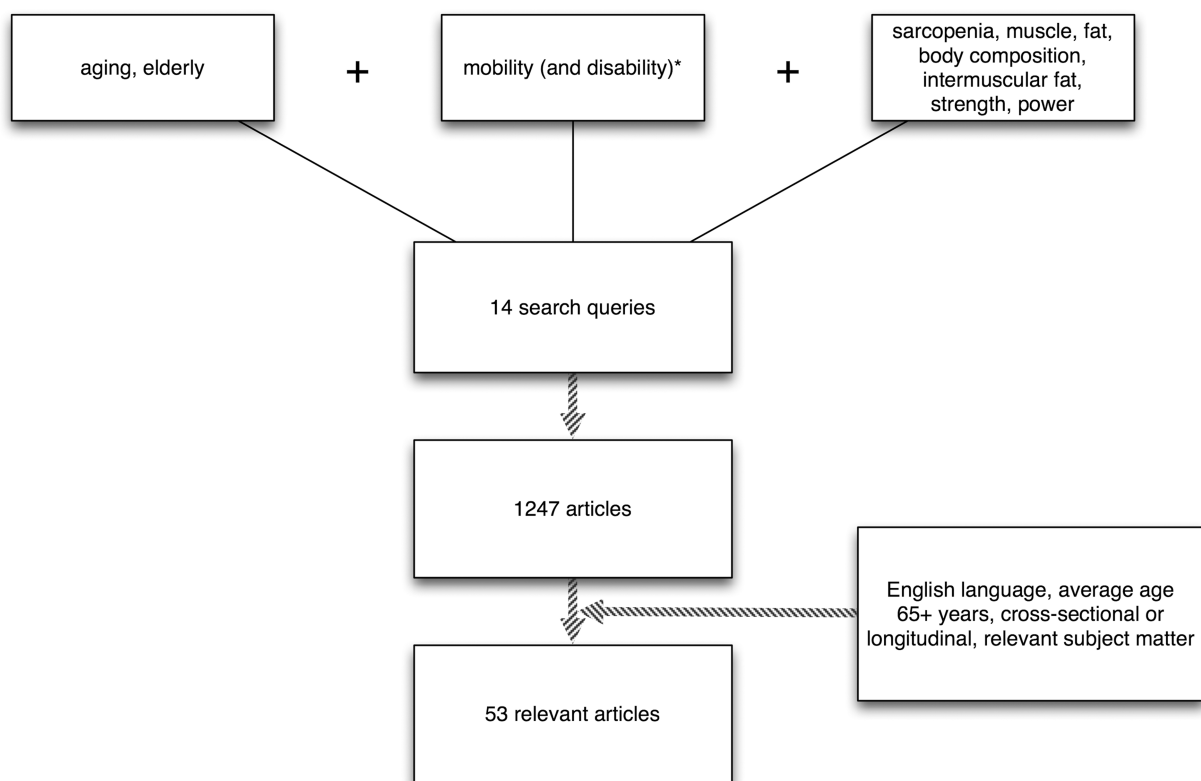 aging, elderly
+
mobility (and disability)*
+
sarcopenia, muscle, fat,
body composition,
intermuscular fat,
strength, power
14 search queries
1247 articles
English language, average age
65+ years, cross-sectional or
longitudinal, relevant subject matter
53 relevant articles